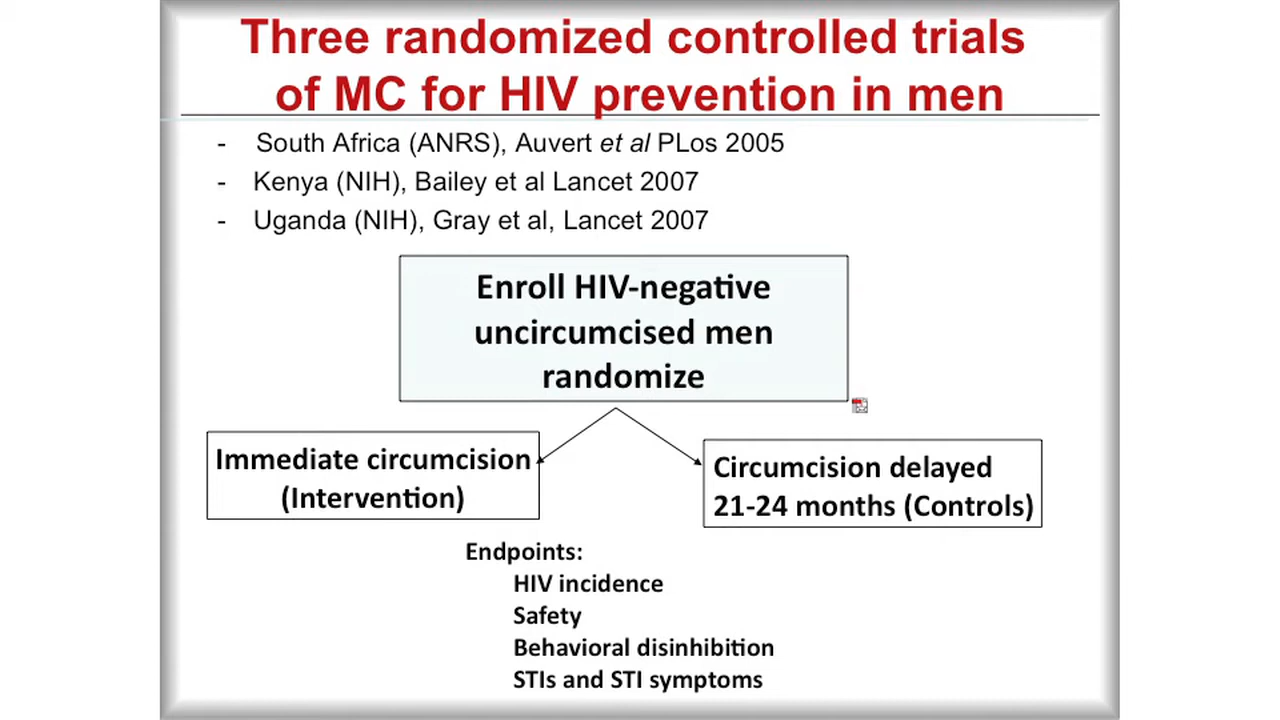 Three randomized controlled trials
of MC for HIV prevention in men
- South Africa (ANRS), Auvert et al PLos 2005
- Kenya (NIH), Bailey et al Lancet 2007
- Uganda (NIH), Gray et al, Lancet 2007
Enroll HIV-negative
uncircumcised men
randomize
Immediate circumcision
(Intervention)
Circumcision delayed
21-24 months (Controls)
Endpoints:
HIV incidence
Safety
Behavioral disinhibition
STIs and STI symptoms